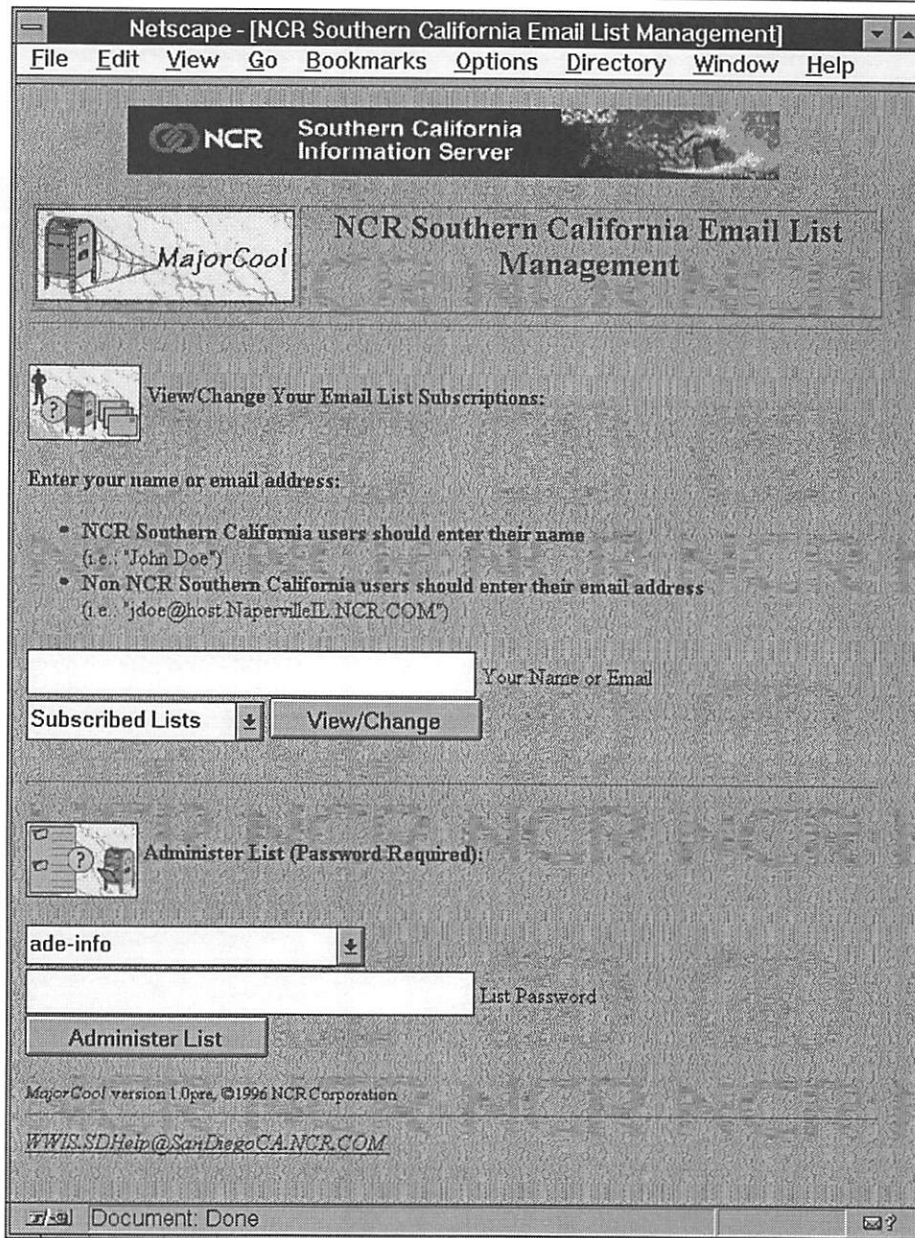 Netscape - [NCR Southern California Email List Management]
File Edit View Go Bookmarks Options Directory Window Help
NCR Southern California
Information Server
MajorCool
NCR Southern California Email List
Management
View/Change Your Email List Subscriptions:
Enter your name or email address:
• NCR Southern California users should enter their name
(i.e.: "John Doe")
• Non NCR Southern California users should enter their email address
(i.e.: "jdoe@host.NapervilleIL.NCR.COM")
Your Name or Email
Subscribed Lists View/Change
Administer List (Password Required):
ade-info
List Password
Administer List
MajorCool version 1.0pre, ©1996 NCR Corporation
WWIS.SDHelp@SanDiegoCA.NCR.COM
Document: Done